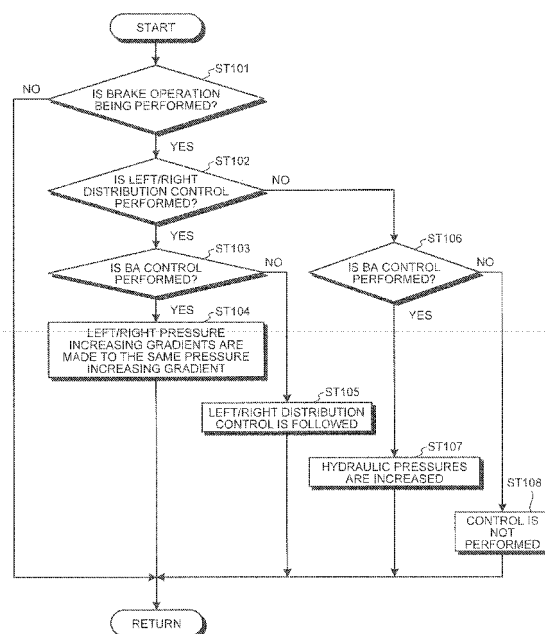 START
ST101
NO
IS BRAKE OPERATION
BEING PERFORMED?
YES
ST102
IS LEFT/RIGHT
DISTRIBUTION CONTROL
PERFORMED?
NO
YES
ST103
IS BA CONTROL
PERFORMED?
NO
ST106
IS BA CONTROL
PERFORMED?
NO
YES
ST104
YES
LEFT/RIGHT PRESSURE
INCREASING GRADIENTS ARE
MADE TO THE SAME PRESSURE
INCREASING GRADIENT
ST105
LEFT/RIGHT DISTRIBUTION
CONTROL IS FOLLOWED
ST107
HYDRAULIC PRESSURES
ARE INCREASED
ST108
CONTROL IS
NOT
PERFORMED
RETURN